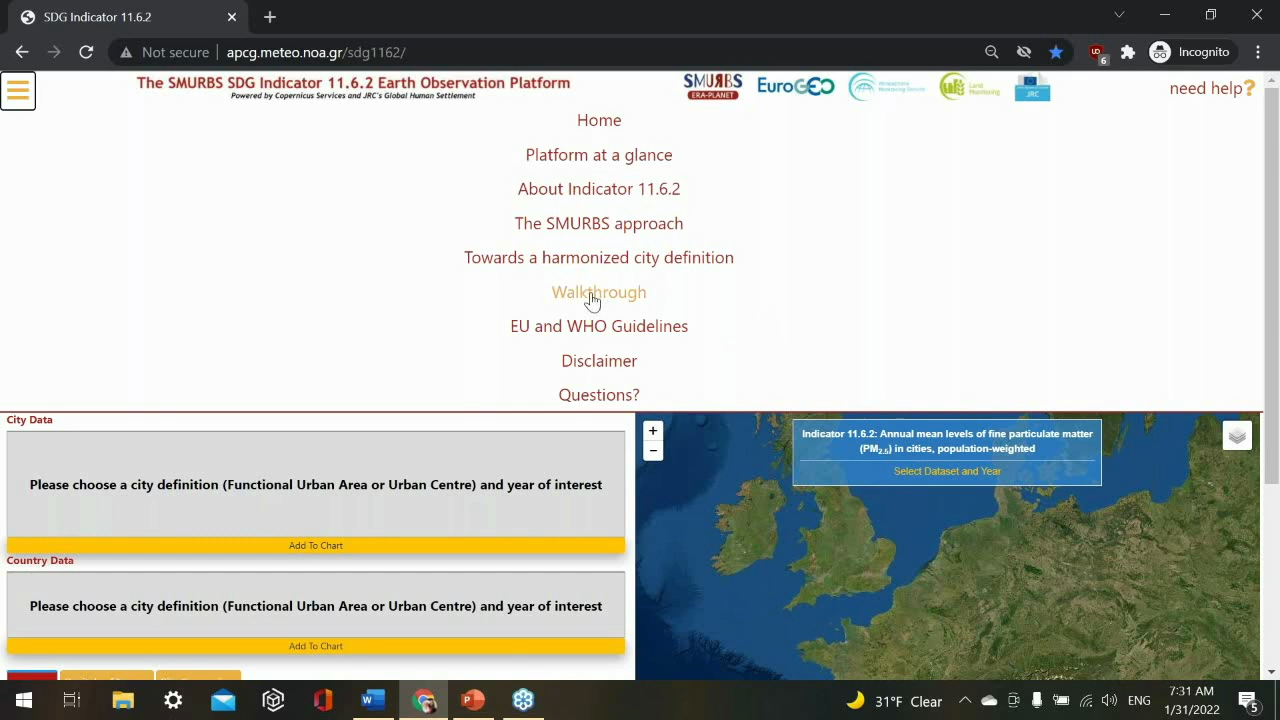 SDG Indicator 11.6.2
Not secure | apcg.meteo.noa.gr/sdg1162/
6
Incognito
The SMURBS SDG Indicator 11.6.2 Earth Observation Platform
Powered by Copernicus Services and JRC's Global Human Settlement
SMURBS
ERA-PLANET
EuroGEO
Land
Monitoring
JRC
need help?
Home
Platform at a glance
About Indicator 11.6.2
The SMURBS approach
Towards a harmonized city definition
Walkthrough
EU and WHO Guidelines
Disclaimer
Questions?
City Data
Please choose a city definition (Functional Urban Area or Urban Centre) and year of interest
Add To Chart
Country Data
Please choose a city definition (Functional Urban Area or Urban Centre) and year of interest
Add To Chart
+
−
Indicator 11.6.2: Annual mean levels of fine particulate matter
(PM2.5) in cities, population-weighted
Select Dataset and Year
31°F Clear
ENG
7:31 AM
1/31/2022
5